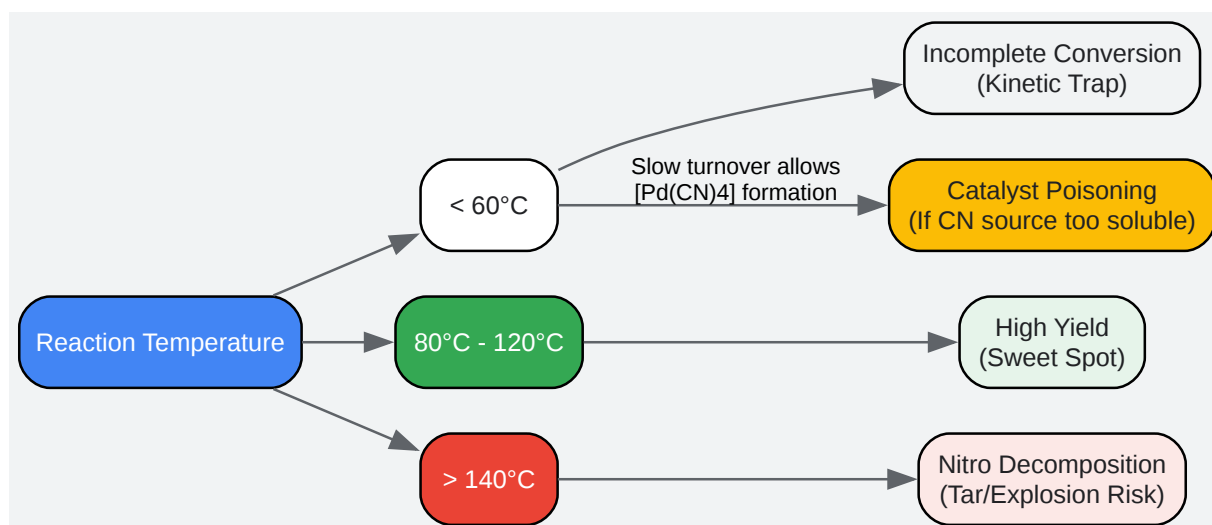 Incomplete Conversion
(Kinetic Trap)
Slow turnover allows
[Pd(CN)4] formation
< 60°C
Catalyst Poisoning
(If CN source too soluble)
Reaction Temperature
80°C - 120°C
High Yield
(Sweet Spot)
> 140°C
Nitro Decomposition
(Tar/Explosion Risk)